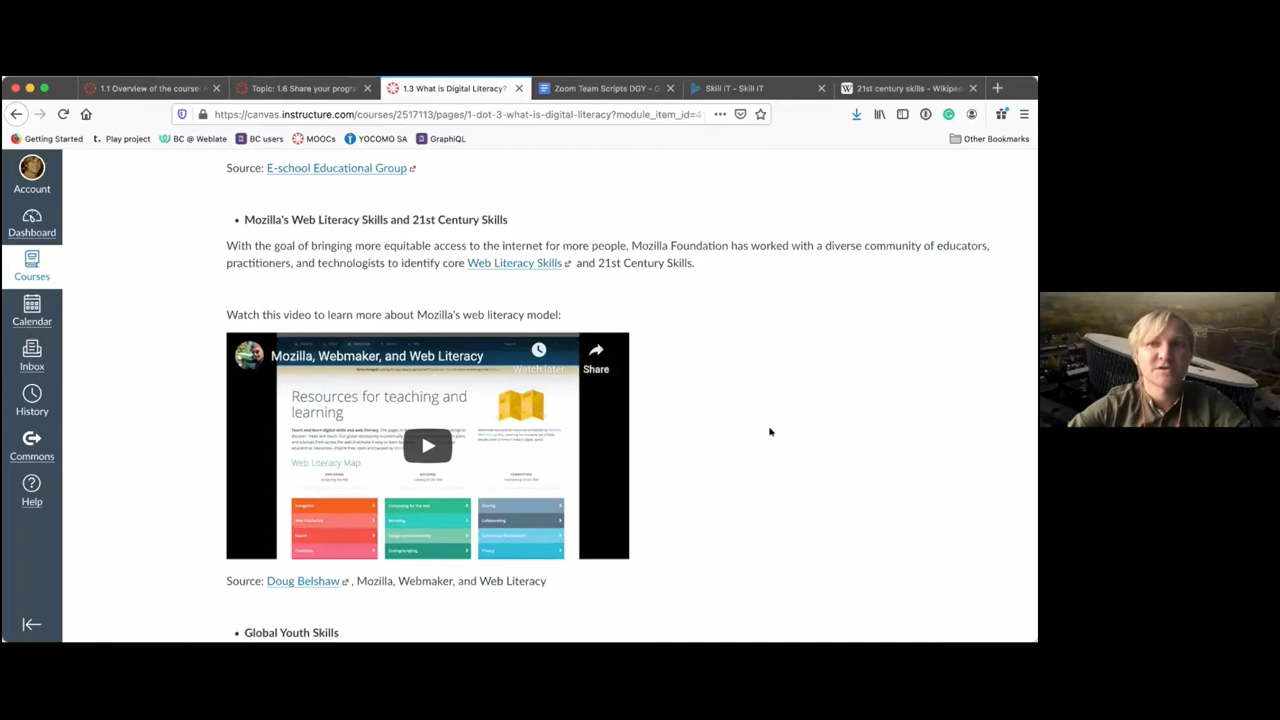 1.1 Overview of the course:
Topic: 1.6 Share your progra
1.3 What is Digital Literacy?
Zoom Team Scripts DGY - G
Skill IT - Skill IT
21st century skills - Wikiped
https://canvas.instructure.com/courses/2517113/pages/1-dot-3-what-is-digital-literacy?module_item_id=4
Getting Started
Play project
BC @ Weblate
BC users
MOOCs
YOCOMO SA
GraphiQL
Other Bookmarks
Account
Dashboard
Courses
Calendar
Inbox
History
Commons
Help
Source: E-school Educational Group
• Mozilla's Web Literacy Skills and 21st Century Skills
With the goal of bringing more equitable access to the internet for more people, Mozilla Foundation has worked with a diverse community of educators,
practitioners, and technologists to identify core Web Literacy Skills and 21st Century Skills.
Watch this video to learn more about Mozilla's web literacy model:
Mozilla, Webmaker, and Web Literacy
Watch later
Share
Resources for teaching and
learning
Web Literacy Map
Source: Doug Belshaw , Mozilla, Webmaker, and Web Literacy
• Global Youth Skills